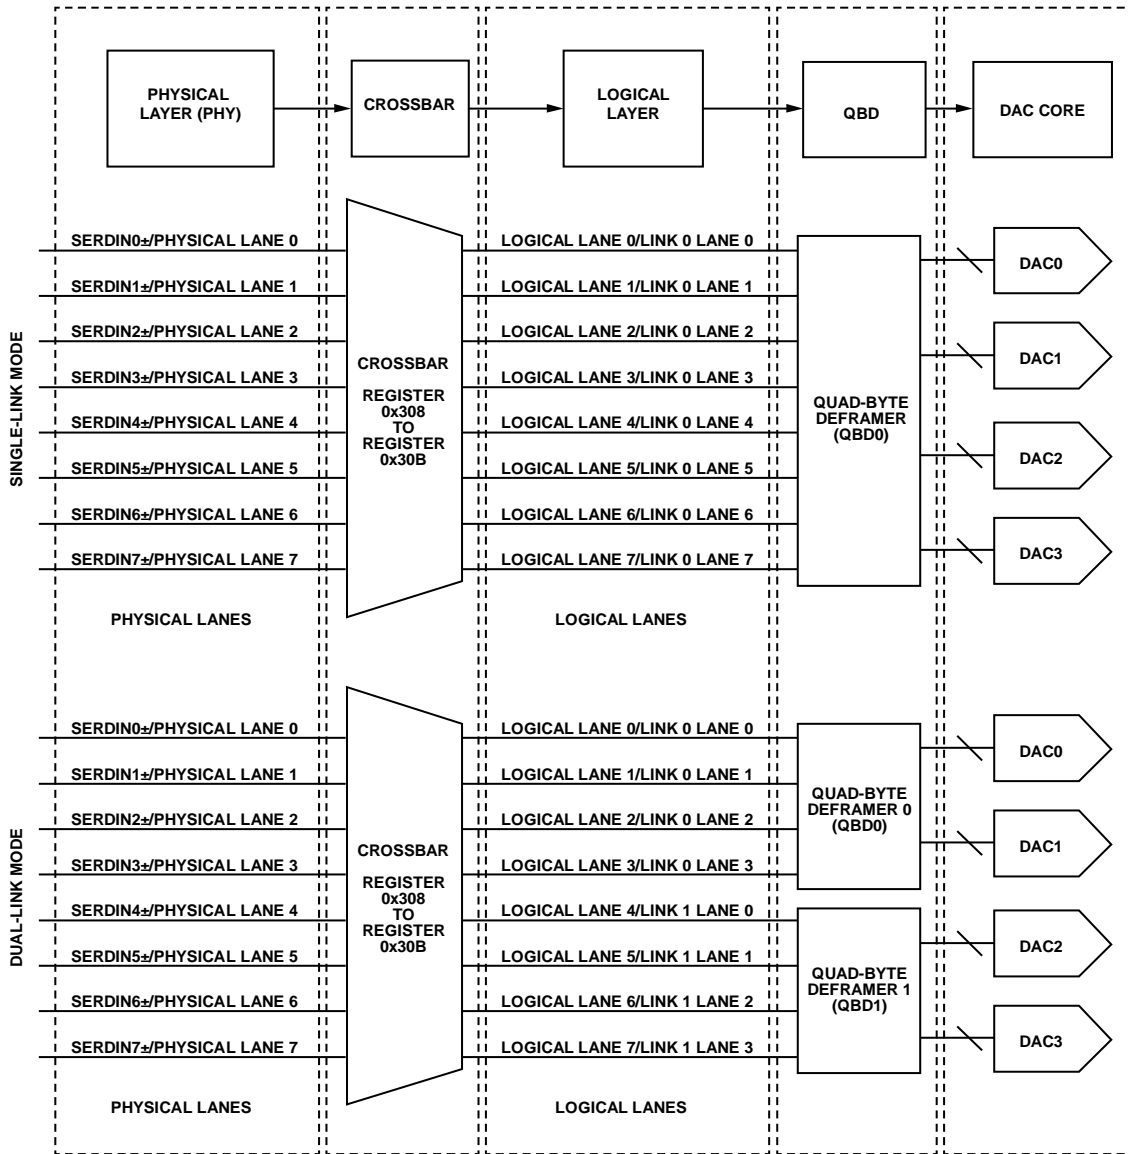 PHYSICAL
LAYER (PHY)
CROSSBAR
LOGICAL
LAYER
QBD
DAC CORE
SINGLE-LINK MODE
SERDIN0±/PHYSICAL LANE 0
SERDIN1±/PHYSICAL LANE 1
SERDIN2±/PHYSICAL LANE 2
SERDIN3±/PHYSICAL LANE 3
SERDIN4±/PHYSICAL LANE 4
SERDIN5±/PHYSICAL LANE 5
SERDIN6±/PHYSICAL LANE 6
SERDIN7±/PHYSICAL LANE 7
PHYSICAL LANES
CROSSBAR
REGISTER
0x308
TO
REGISTER
0x30B
LOGICAL LANE 0/LINK 0 LANE 0
LOGICAL LANE 1/LINK 0 LANE 1
LOGICAL LANE 2/LINK 0 LANE 2
LOGICAL LANE 3/LINK 0 LANE 3
LOGICAL LANE 4/LINK 0 LANE 4
LOGICAL LANE 5/LINK 0 LANE 5
LOGICAL LANE 6/LINK 0 LANE 6
LOGICAL LANE 7/LINK 0 LANE 7
LOGICAL LANES
QUAD-BYTE
DEFRAMER
(QBD0)
DAC0
DAC1
DAC2
DAC3
DUAL-LINK MODE
SERDIN0±/PHYSICAL LANE 0
SERDIN1±/PHYSICAL LANE 1
SERDIN2±/PHYSICAL LANE 2
SERDIN3±/PHYSICAL LANE 3
SERDIN4±/PHYSICAL LANE 4
SERDIN5±/PHYSICAL LANE 5
SERDIN6±/PHYSICAL LANE 6
SERDIN7±/PHYSICAL LANE 7
PHYSICAL LANES
CROSSBAR
REGISTER
0x308
TO
REGISTER
0x30B
LOGICAL LANE 0/LINK 0 LANE 0
LOGICAL LANE 1/LINK 0 LANE 1
LOGICAL LANE 2/LINK 0 LANE 2
LOGICAL LANE 3/LINK 0 LANE 3
LOGICAL LANE 4/LINK 1 LANE 0
LOGICAL LANE 5/LINK 1 LANE 1
LOGICAL LANE 6/LINK 1 LANE 2
LOGICAL LANE 7/LINK 1 LANE 3
LOGICAL LANES
QUAD-BYTE
DEFRAMER 0
(QBD0)
QUAD-BYTE
DEFRAMER 1
(QBD1)
DAC0
DAC1
DAC2
DAC3